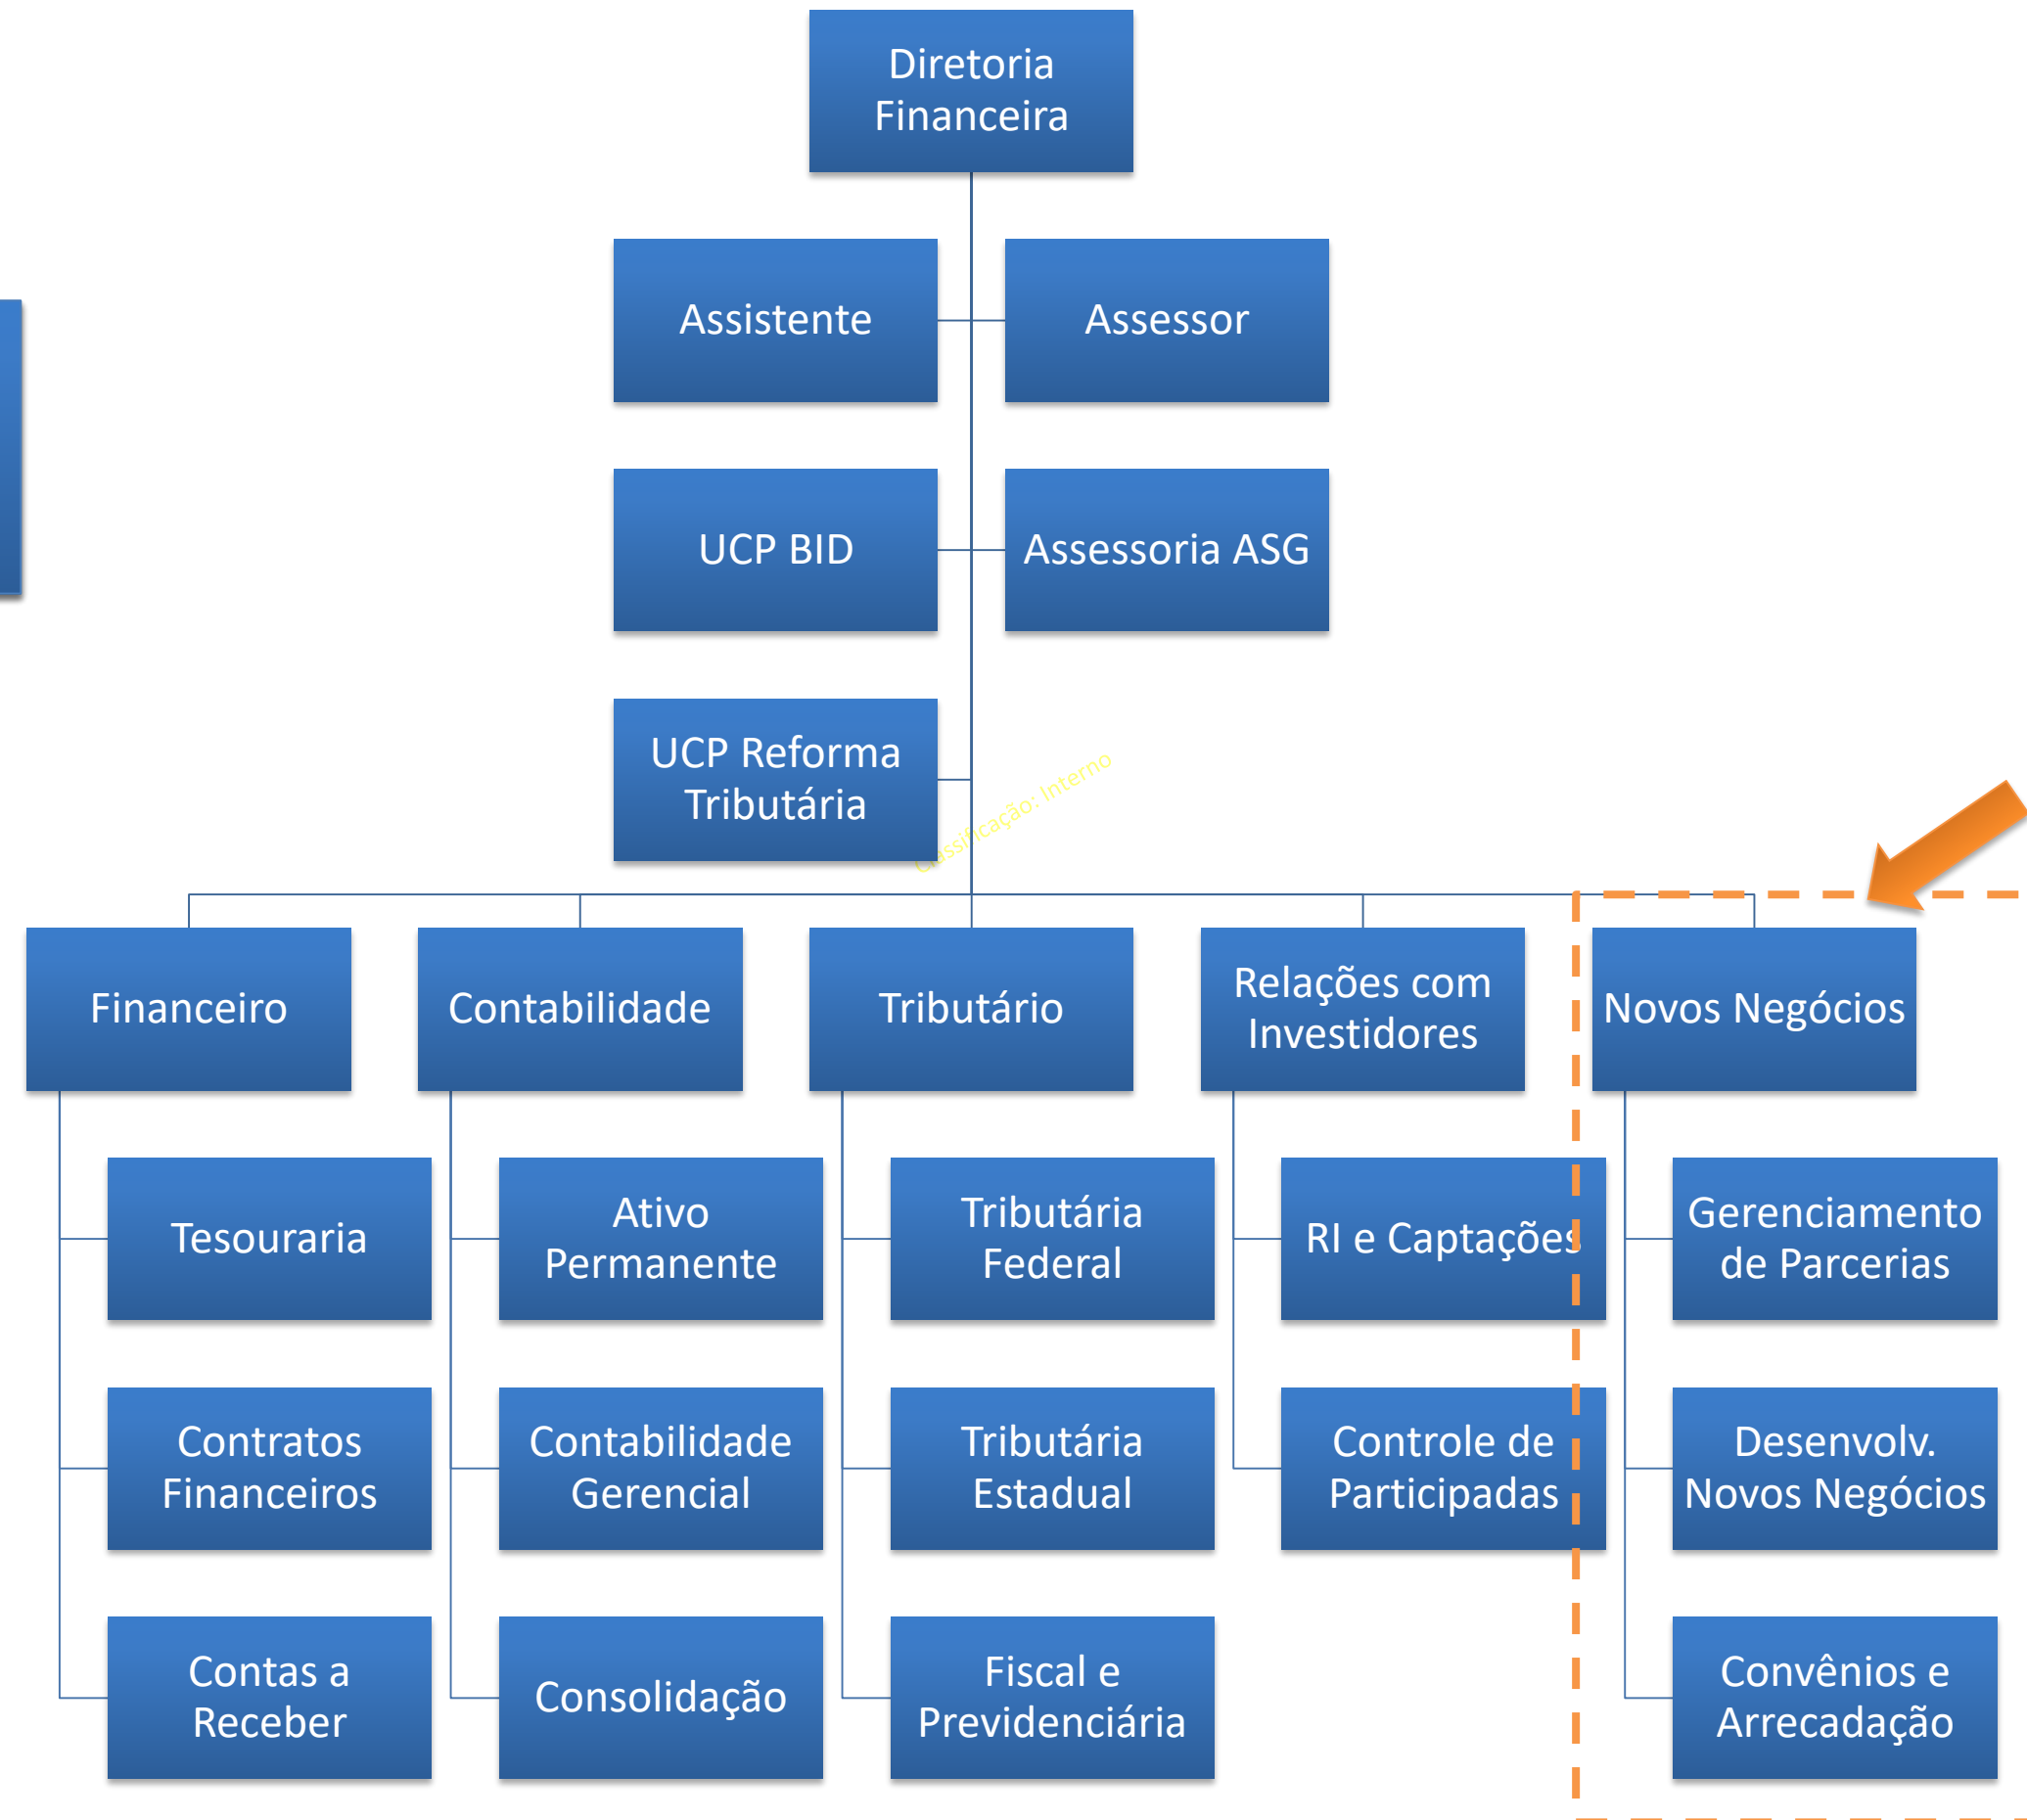 Diretoria
Financeira
Assistente
Assessor
UCP BID
Assessoria ASG
UCP Reforma
Tributária
Classificação: Interno
Financeiro
Contabilidade
Tributário
Relações com
Investidores
Novos Negócios
Tesouraria
Ativo
Permanente
Tributária
Federal
RI e Captações
Gerenciamento
de Parcerias
Contratos
Financeiros
Contabilidade
Gerencial
Tributária
Estadual
Controle de
Participadas
Desenvolv.
Novos Negócios
Contas a
Receber
Consolidação
Fiscal e
Previdenciária
Convênios e
Arrecadação